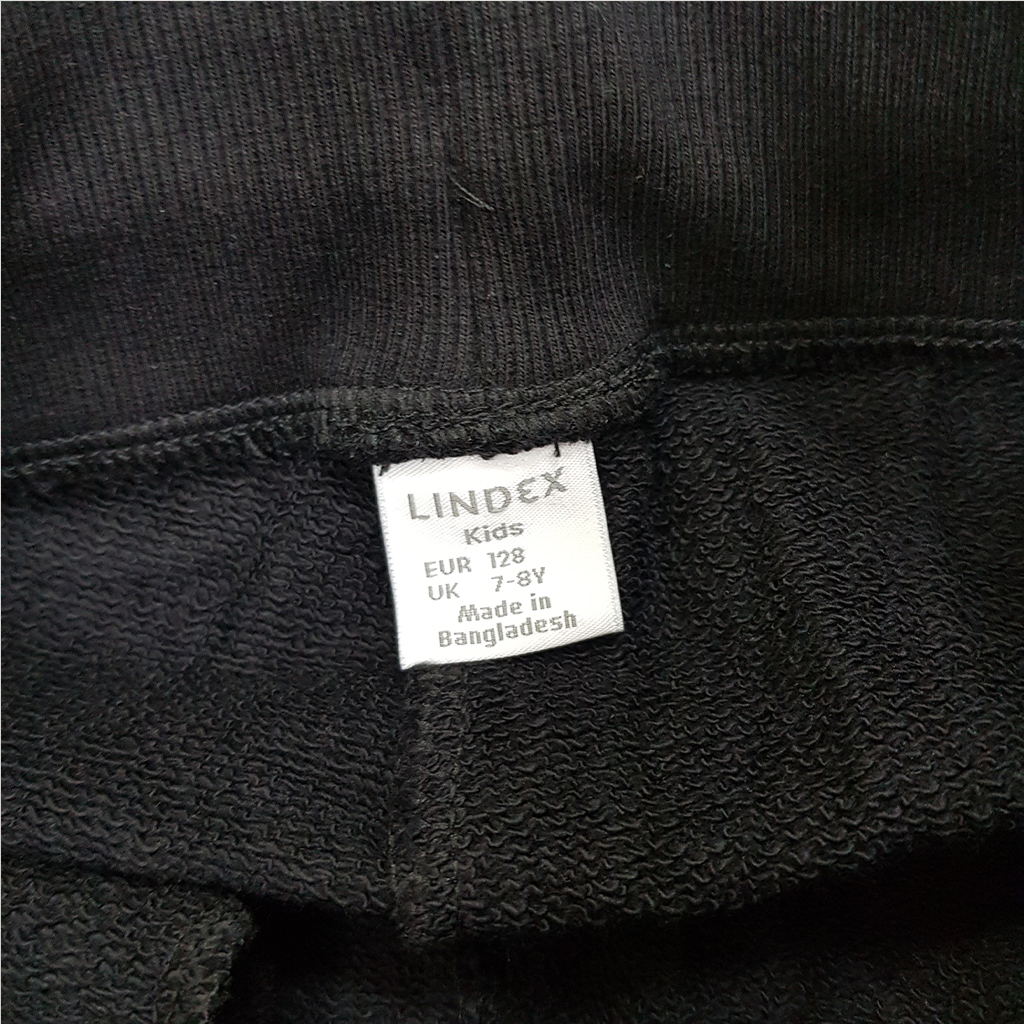 LINDEX
Kids
EUR 128
UK 7-8Y
Made in
Bangladesh